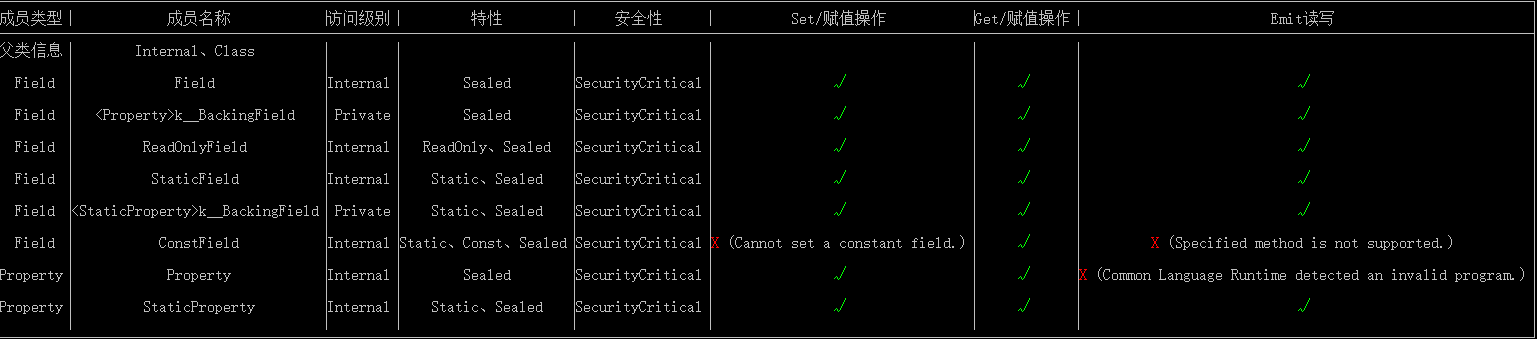 成员类型 成员名称 访问级别 特性 安全性 Set/赋值操作 Get/赋值操作 Emit读写
父类信息 Internal、Class
Field Field Internal Sealed SecurityCritical √ √ √
Field <Property>k__BackingField Private Sealed SecurityCritical √ √ √
Field ReadOnlyField Internal ReadOnly、Sealed SecurityCritical √ √ √
Field StaticField Internal Static、Sealed SecurityCritical √ √ √
Field <StaticProperty>k__BackingField Private Static、Sealed SecurityCritical √ √ √
Field ConstField Internal Static、Const、Sealed SecurityCritical X (Cannot set a constant field.) √ X (Specified method is not supported.)
Property Property Internal Sealed SecurityCritical √ √ X (Common Language Runtime detected an invalid program.)
Property StaticProperty Internal Static、Sealed SecurityCritical √ √ √